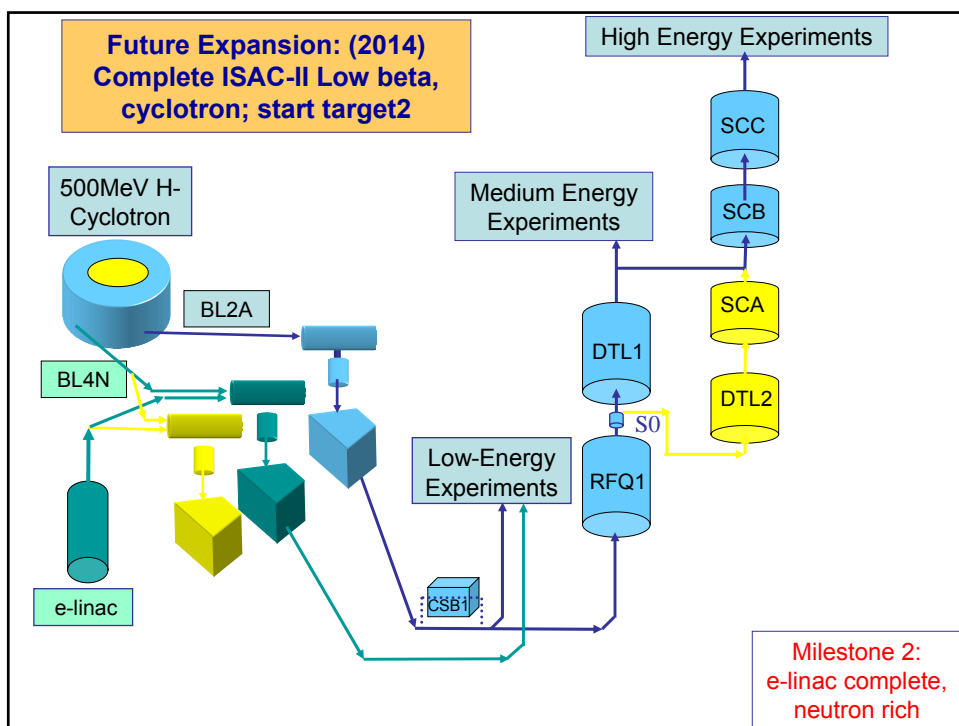 Future Expansion: (2014)
Complete ISAC-II Low beta,
cyclotron; start target2
High Energy Experiments
SCC
SCB
SCA
DTL2
Medium Energy
Experiments
500MeV H-
Cyclotron
BL2A
BL4N
DTL1
S0
RFQ1
Low-Energy
Experiments
CSB1
e-linac
Milestone 2:
e-linac complete,
neutron rich